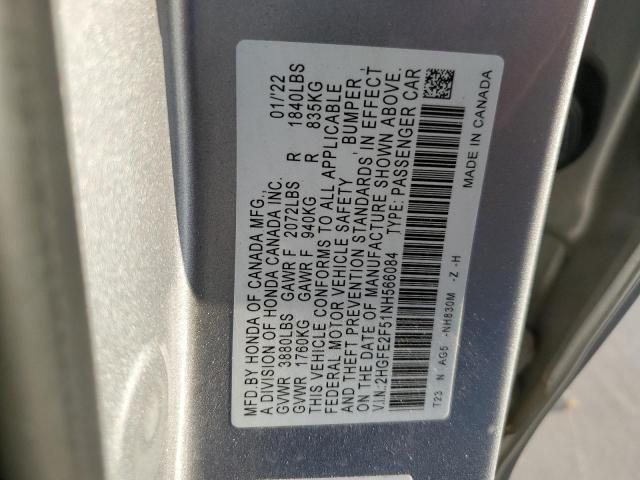 MFD BY HONDA OF CANADA MFG., 01/'22
A DIVISION OF HONDA CANADA INC.
GVWR 3880LBS GAWR F 2072LBS R 1840LBS
GVWR 1760KG GAWR F 940KG R 835KG
THIS VEHICLE CONFORMS TO ALL APPLICABLE
FEDERAL MOTOR VEHICLE SAFETY, BUMPER,
AND THEFT PREVENTION STANDARDS IN EFFECT
ON THE DATE OF MANUFACTURE SHOWN ABOVE.
V.I.N.:2HGFE2F51NH566084 TYPE: PASSENGER CAR
T23 N AG5 -NH830M -Z -H MADE IN CANADA